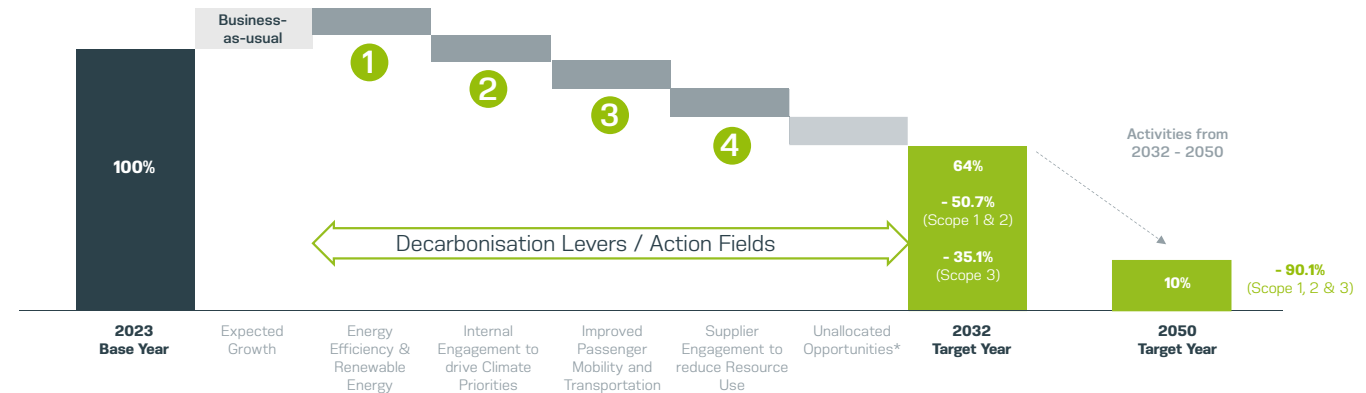 Business-
as-usual
1
2
3
4
100%
Activities from
2032 - 2050
64%
- 50.7%
(Scope 1 & 2)
- 35.1%
(Scope 3)
Decarbonisation Levers / Action Fields
10%
- 90.1%
(Scope 1, 2 & 3)
2023
Base Year
Expected
Growth
Energy
Efficiency &
Renewable
Energy
Internal
Engagement to
drive Climate
Priorities
Improved
Passenger
Mobility and
Transportation
Supplier
Engagement to
reduce Resource
Use
Unallocated
Opportunities*
2032
Target Year
2050
Target Year